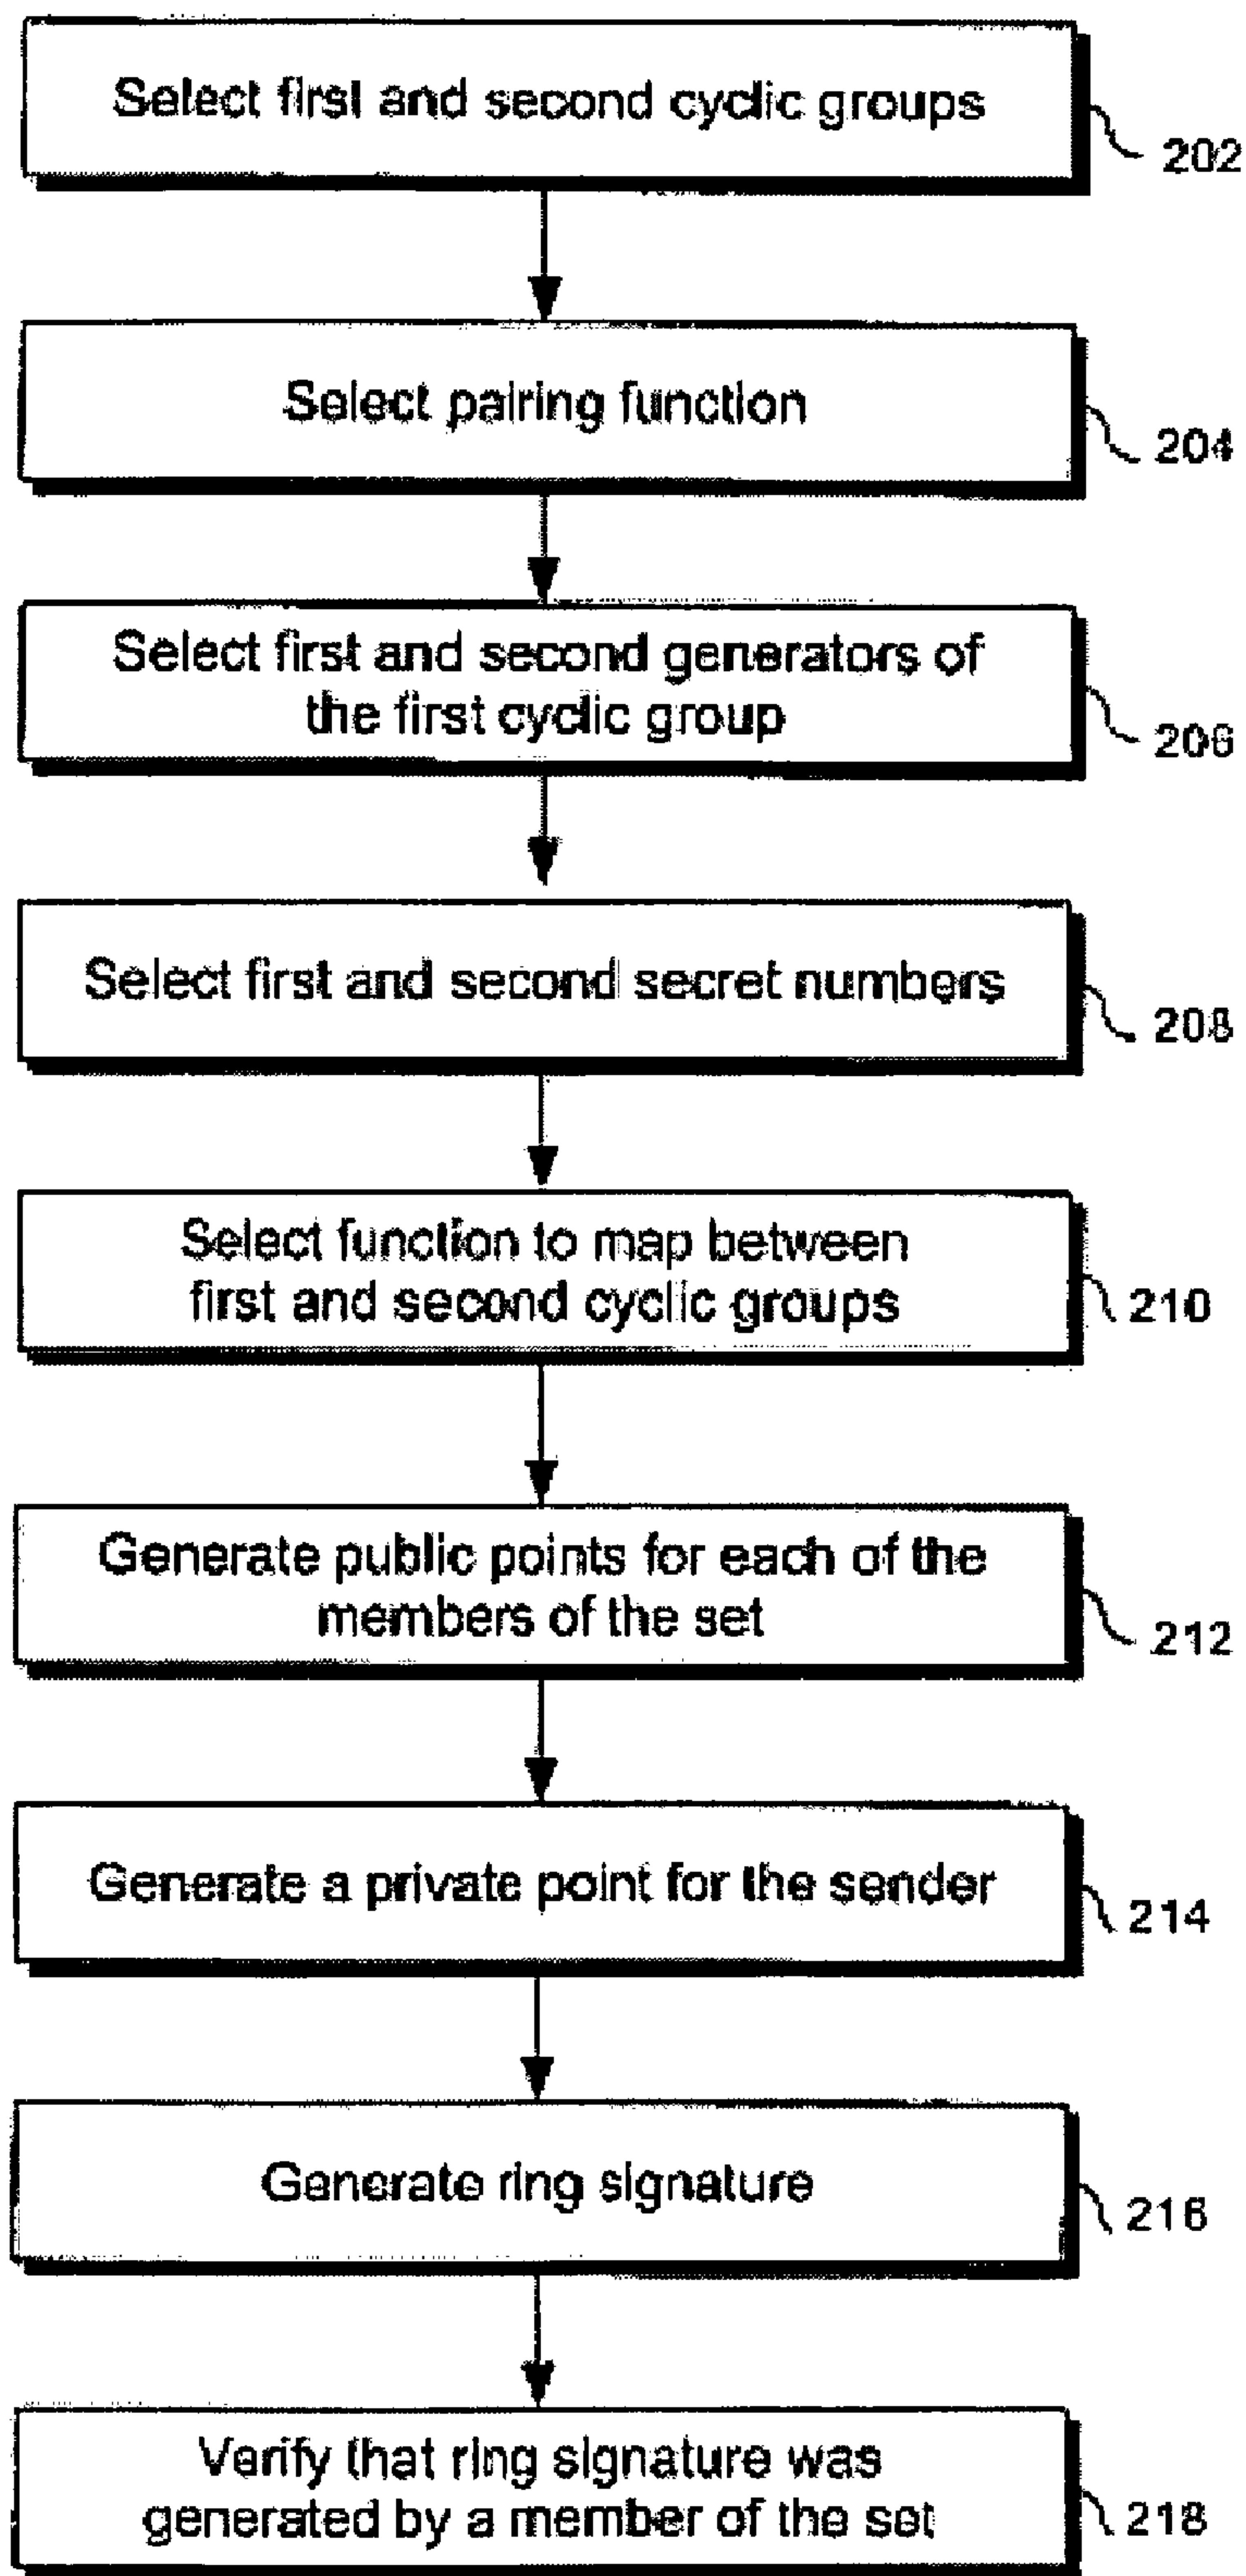 Select first and second cyclic groups
202
Select pairing function
204
Select first and second generators of
the first cyclic group
206
Select first and second secret numbers
208
Select function to map between
first and second cyclic groups
210
Generate public points for each of the
members of the set
212
Generate a private point for the sender
214
Generate ring signature
216
Verify that ring signature was
generated by a member of the set
218